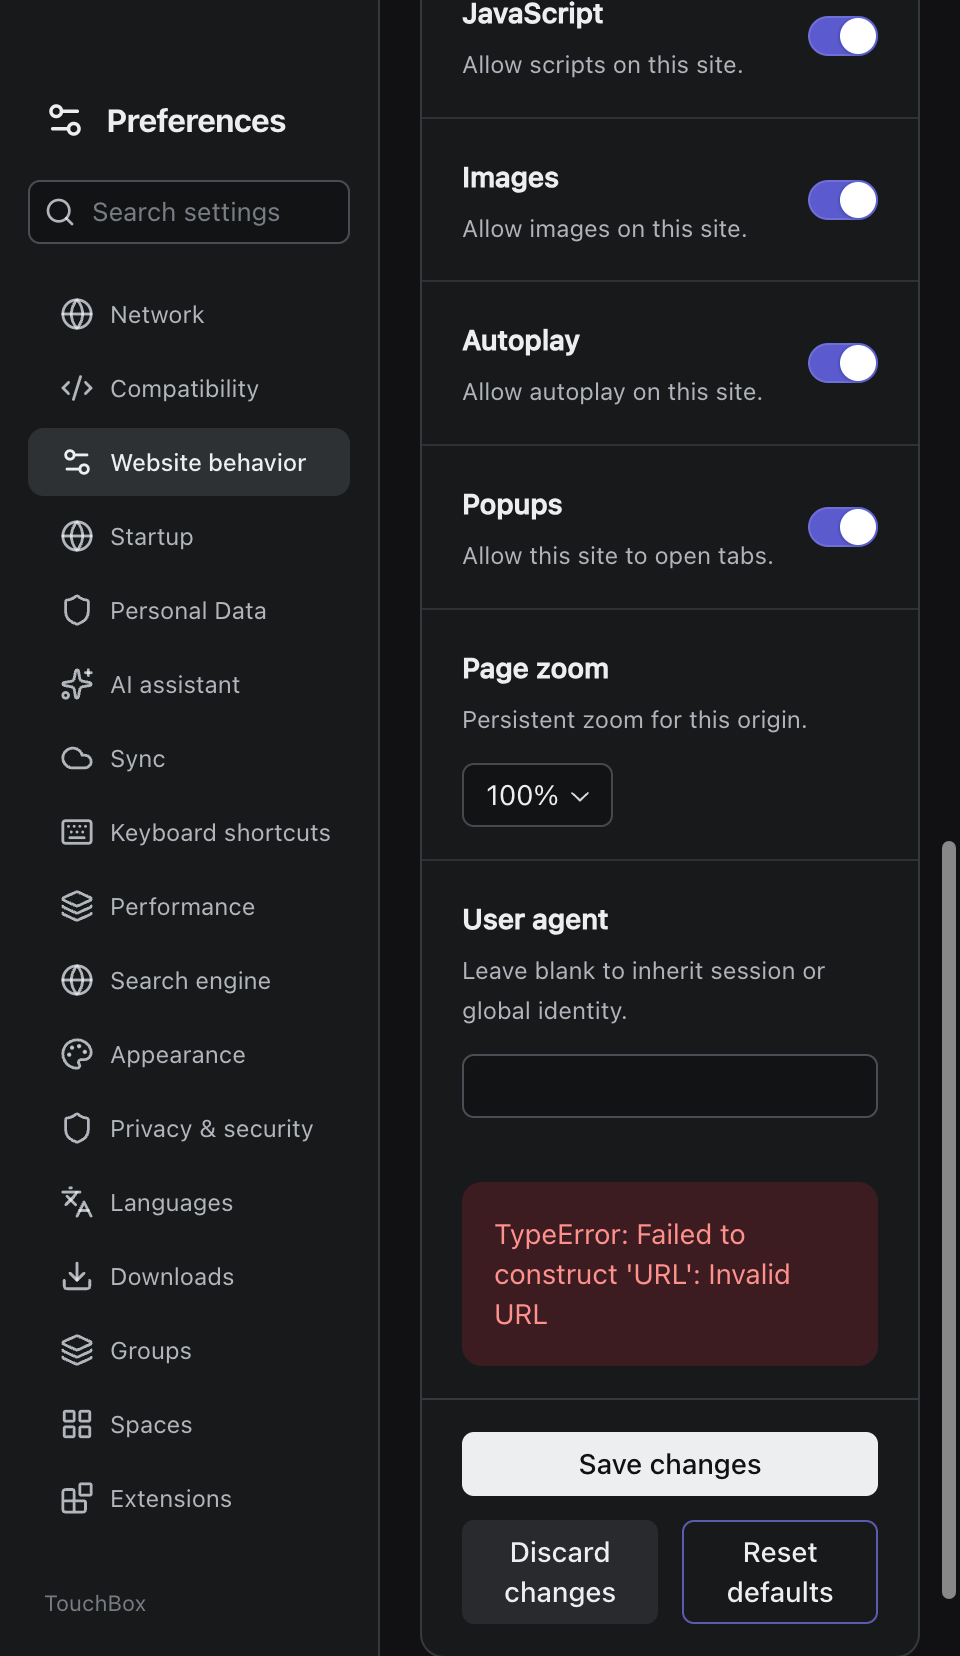 Preferences
Search settings
Network
Compatibility
Website behavior
Startup
Personal Data
AI assistant
Sync
Keyboard shortcuts
Performance
Search engine
Appearance
Privacy & security
Languages
Downloads
Groups
Spaces
Extensions
TouchBox
JavaScript
Allow scripts on this site.
Images
Allow images on this site.
Autoplay
Allow autoplay on this site.
Popups
Allow this site to open tabs.
Page zoom
Persistent zoom for this origin.
100%
User agent
Leave blank to inherit session or
global identity.
TypeError: Failed to
construct 'URL': Invalid
URL
Save changes
Discard
changes
Reset
defaults